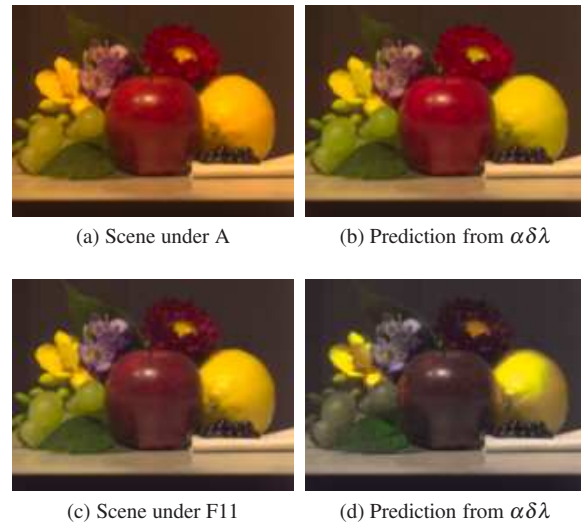 (a) Scene under A
(b) Prediction from αδλ
(c) Scene under F11
(d) Prediction from αδλ